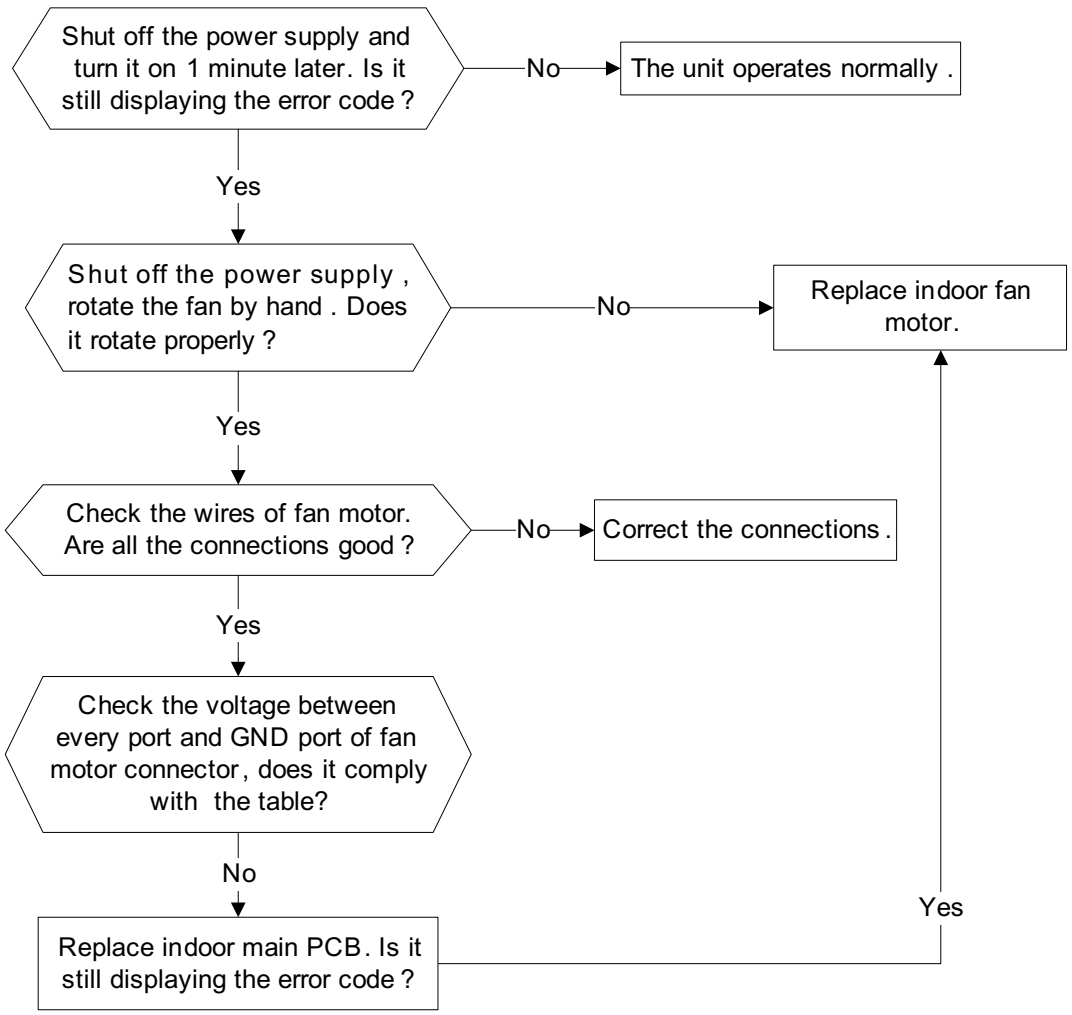 Shut off the power supply and
turn it on 1 minute later. Is it
still displaying the error code ?
No
The unit operates normally .
Yes
Shut off the power supply ,
rotate the fan by hand . Does
it rotate properly ?
No
Replace indoor fan
motor.
Yes
Check the wires of fan motor.
Are all the connections good ?
No
Correct the connections .
Yes
Check the voltage between
every port and GND port of fan
motor connector, does it comply
with the table?
No
Yes
Replace indoor main PCB. Is it
still displaying the error code ?